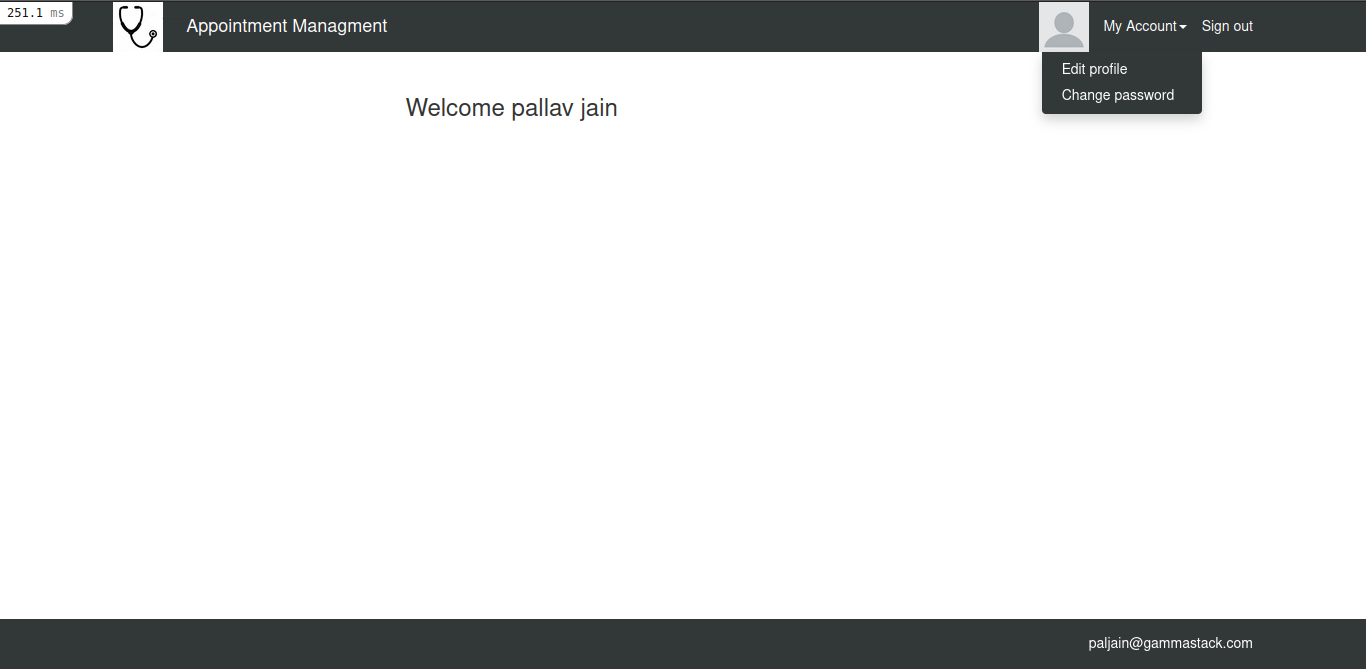 251.1 ms
Appointment Managment
My Account
Sign out
Edit profile
Change password
Welcome pallav jain
paljain@gammastack.com